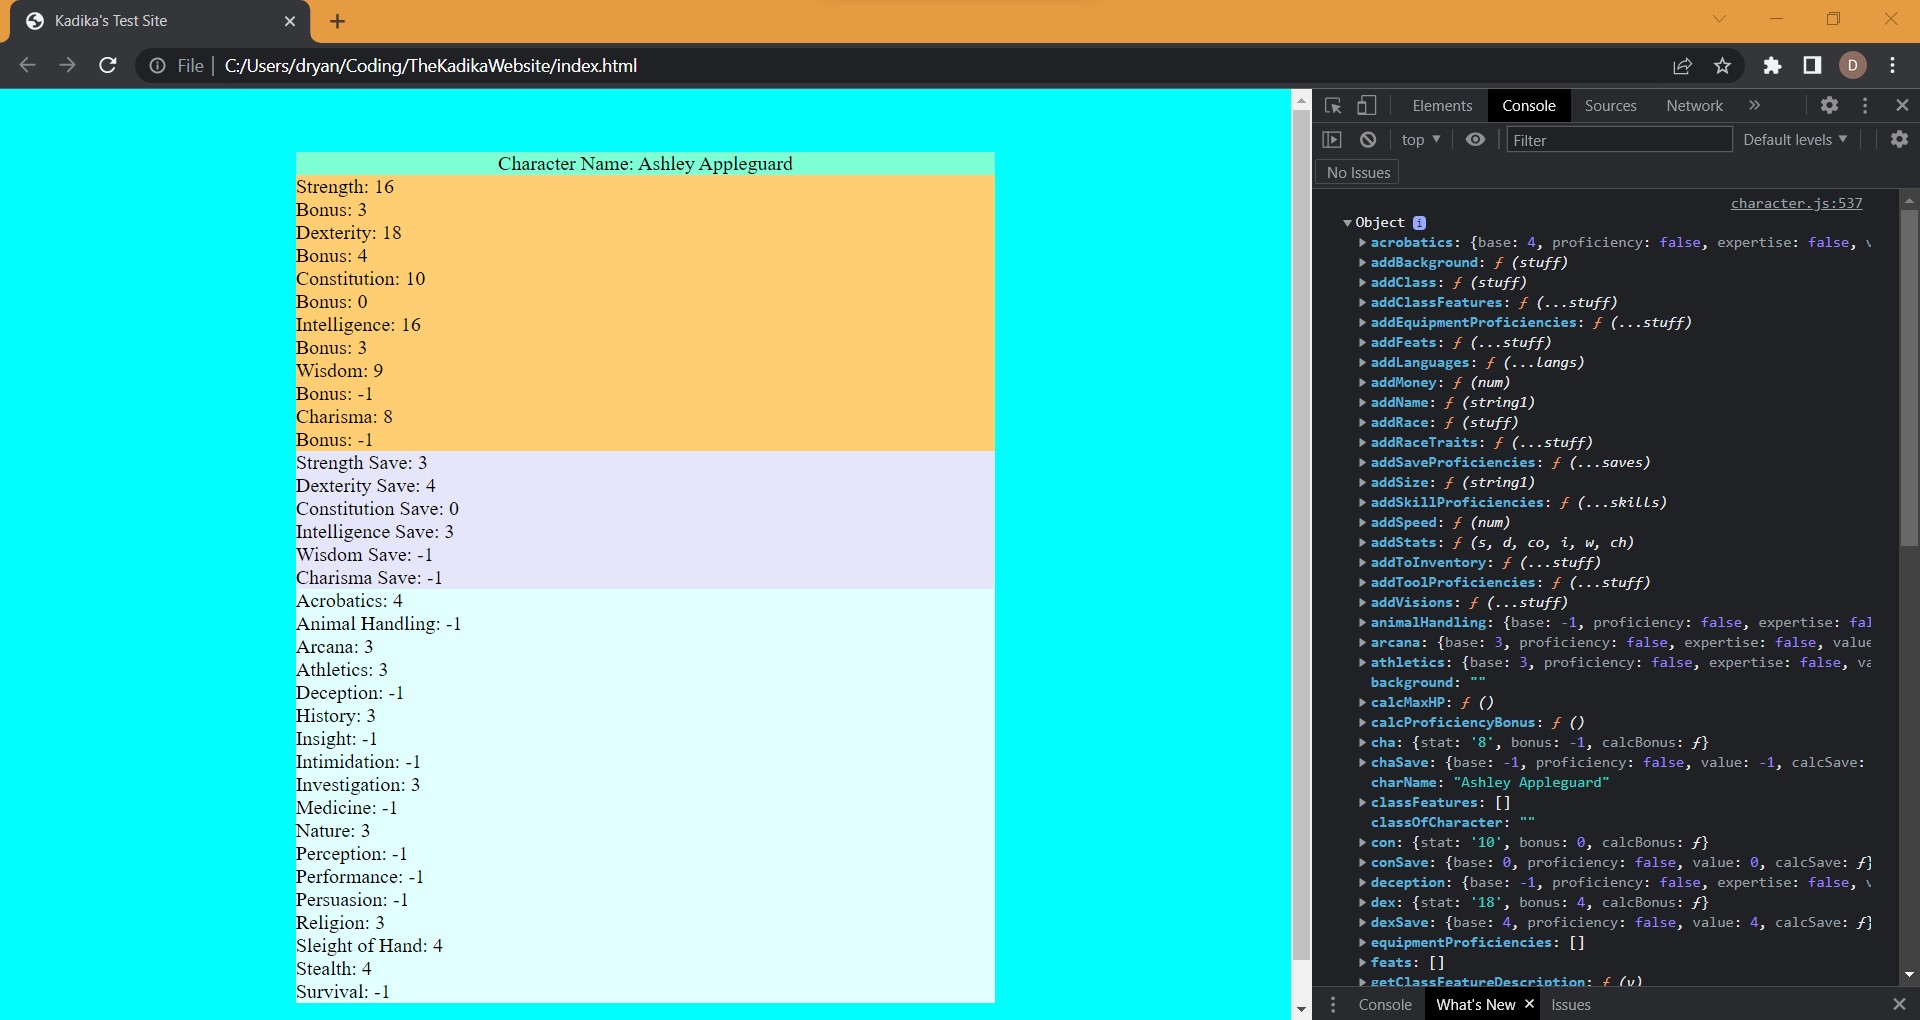 Kadika's Test Site
File | C:/Users/dryan/Coding/TheKadikaWebsite/index.html
D
Character Name: Ashley Appleguard
Strength: 16
Bonus: 3
Dexterity: 18
Bonus: 4
Constitution: 10
Bonus: 0
Intelligence: 16
Bonus: 3
Wisdom: 9
Bonus: -1
Charisma: 8
Bonus: -1
Strength Save: 3
Dexterity Save: 4
Constitution Save: 0
Intelligence Save: 3
Wisdom Save: -1
Charisma Save: -1
Acrobatics: 4
Animal Handling: -1
Arcana: 3
Athletics: 3
Deception: -1
History: 3
Insight: -1
Intimidation: -1
Investigation: 3
Medicine: -1
Nature: 3
Perception: -1
Performance: -1
Persuasion: -1
Religion: 3
Sleight of Hand: 4
Stealth: 4
Survival: -1
Elements Console Sources Network »
top Filter Default levels
No Issues
character.js:537
Object i
acrobatics: {base: 4, proficiency: false, expertise: false, v
addBackground: ƒ (stuff)
addClass: ƒ (stuff)
addClassFeatures: ƒ (...stuff)
addEquipmentProficiencies: ƒ (...stuff)
addFeats: ƒ (...stuff)
addLanguages: ƒ (...langs)
addMoney: ƒ (num)
addName: ƒ (string1)
addRace: ƒ (stuff)
addRaceTraits: ƒ (...stuff)
addSaveProficiencies: ƒ (...saves)
addSize: ƒ (string1)
addSkillProficiencies: ƒ (...skills)
addSpeed: ƒ (num)
addStats: ƒ (s, d, co, i, w, ch)
addToInventory: ƒ (...stuff)
addToolProficiencies: ƒ (...stuff)
addVisions: ƒ (...stuff)
animalHandling: {base: -1, proficiency: false, expertise: fal
arcana: {base: 3, proficiency: false, expertise: false, value
athletics: {base: 3, proficiency: false, expertise: false, va
background: ""
calcMaxHP: ƒ ()
calcProficiencyBonus: ƒ ()
cha: {stat: '8', bonus: -1, calcBonus: ƒ}
chaSave: {base: -1, proficiency: false, value: -1, calcSave:
charName: "Ashley Appleguard"
classFeatures: []
classOfCharacter: ""
con: {stat: '10', bonus: 0, calcBonus: ƒ}
conSave: {base: 0, proficiency: false, value: 0, calcSave: ƒ}
deception: {base: -1, proficiency: false, expertise: false, v
dex: {stat: '18', bonus: 4, calcBonus: ƒ}
dexSave: {base: 4, proficiency: false, value: 4, calcSave: ƒ}
equipmentProficiencies: []
feats: []
getClassFeatureDescription: ƒ (v)
Console What's New Issues